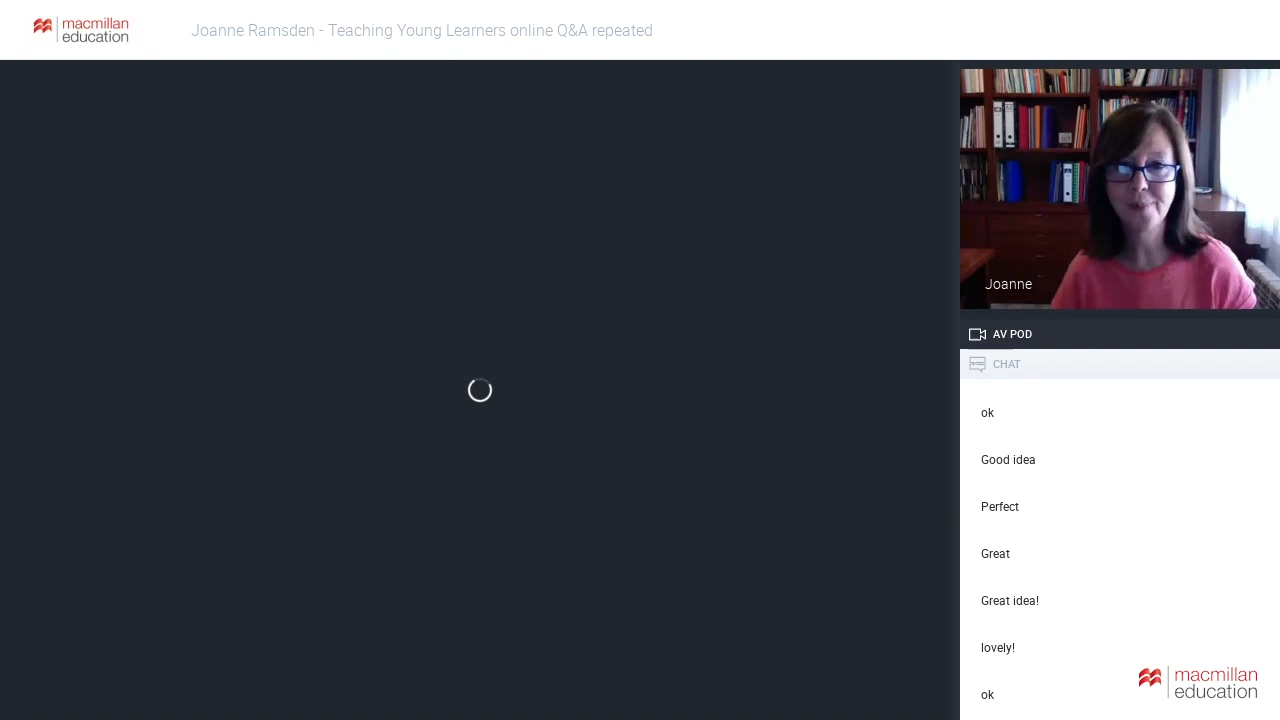 macmillan
education
Joanne Ramsden - Teaching Young Learners online Q&A repeated
Joanne
AV POD
CHAT
ok
Good idea
Perfect
Great
Great idea!
lovely!
ok
macmillan
education